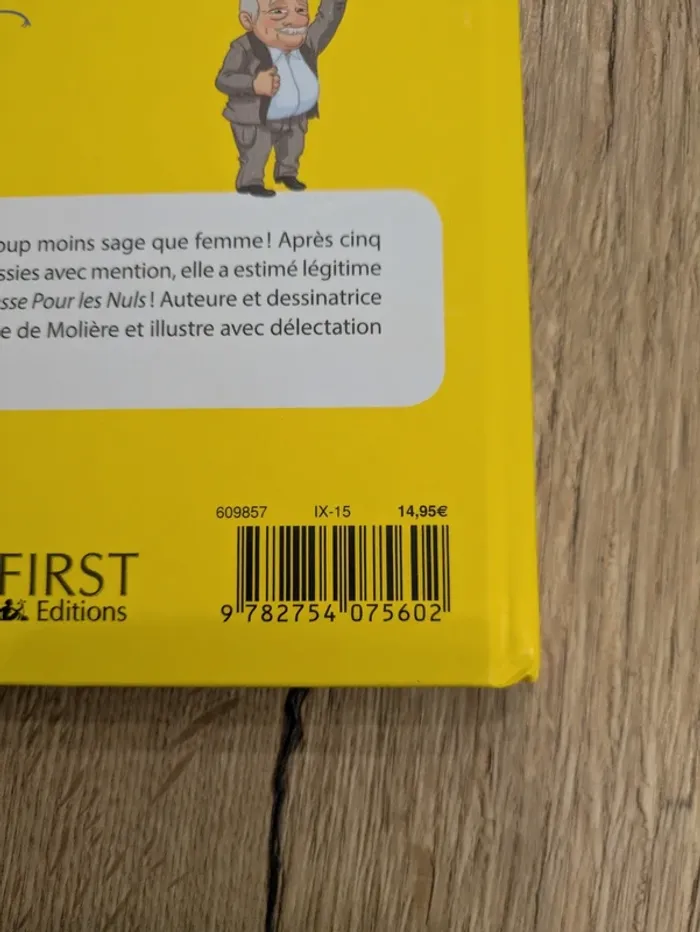 oup moins sage que femme ! Après cinq
ssies avec mention, elle a estimé légitime
sse Pour les Nuls ! Auteure et dessinatrice
e de Molière et illustre avec délectation
609857 IX-15 14,95€
FIRST
Editions
9 782754 075602